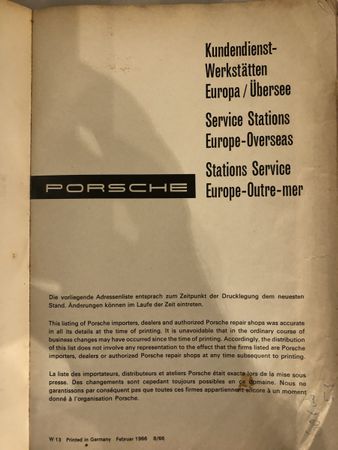 Kundendienst-
Werkstätten
Europa / Übersee
Service Stations
Europe-Overseas
Stations Service
Europe-Outre-mer
PORSCHE
Die vorliegende Adressenliste entsprach zum Zeitpunkt der Drucklegung dem neuesten
Stand. Änderungen können im Laufe der Zeit eintreten.
This listing of Porsche importers, dealers and authorized Porsche repair shops was accurate
in all its details at the time of printing. It is unavoidable that in the ordinary course of
business changes may have occurred since the time of printing. Accordingly, the distribution
of this list does not involve any representation to the effect that the firms listed are Porsche
importers, dealers or authorized Porsche repair shops at any time subsequent to printing.
La liste des importateurs, distributeurs et ateliers Porsche était exacte lors de la mise sous
presse. Des changements sont cependant toujours possibles en ce domaine. Nous ne
garantissons par conséquent pas que toutes ces firmes appartiennent encore à un moment
donné à l'organisation Porsche.
W 13 Printed in Germany Februar 1966 8/66